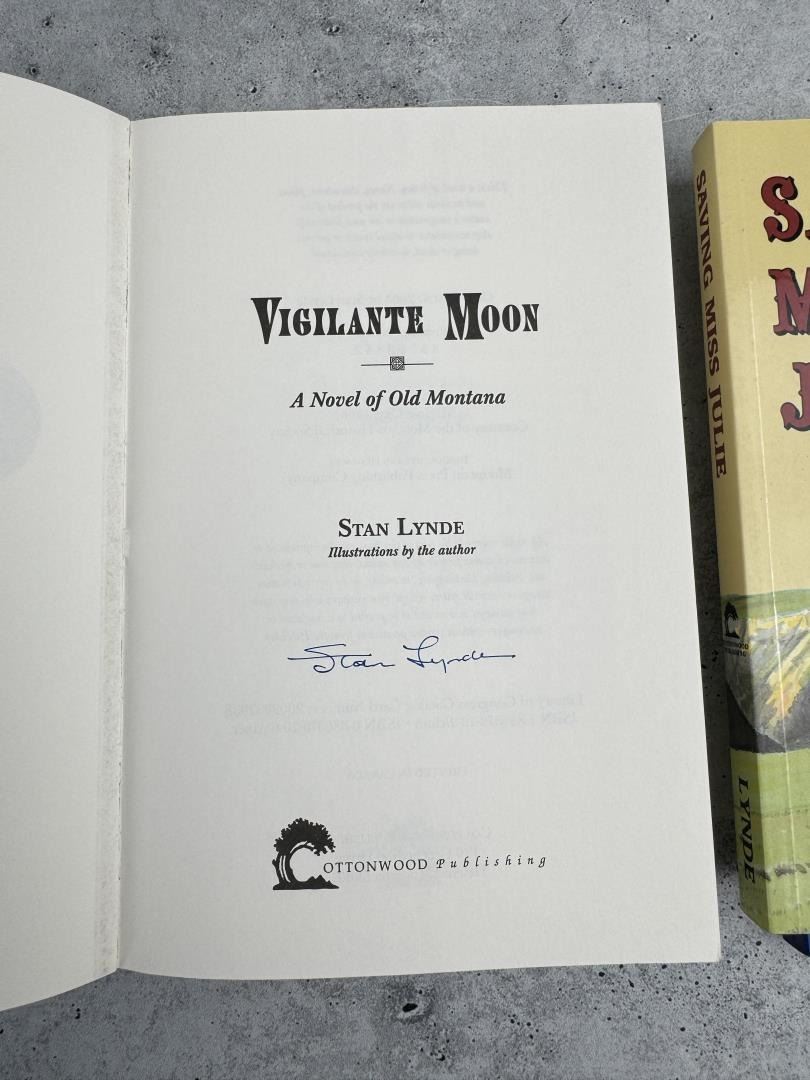 VIGILANTE MOON
A Novel of Old Montana
STAN LYNDE
Illustrations by the author
Stan Lynde
COTTONWOOD Publishing
SAVING MISS JULIE
LYNDE
S
M
J